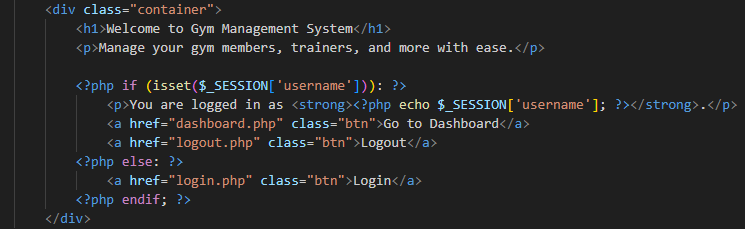 <div class="container">
<h1>Welcome to Gym Management System</h1>
<p>Manage your gym members, trainers, and more with ease.</p>
<?php if (isset($_SESSION['username'])): ?>
<p>You are logged in as <strong><?php echo $_SESSION['username']; ?></strong>.</p>
<a href="dashboard.php" class="btn">Go to Dashboard</a>
<a href="logout.php" class="btn">Logout</a>
<?php else: ?>
<a href="login.php" class="btn">Login</a>
<?php endif; ?>
</div>